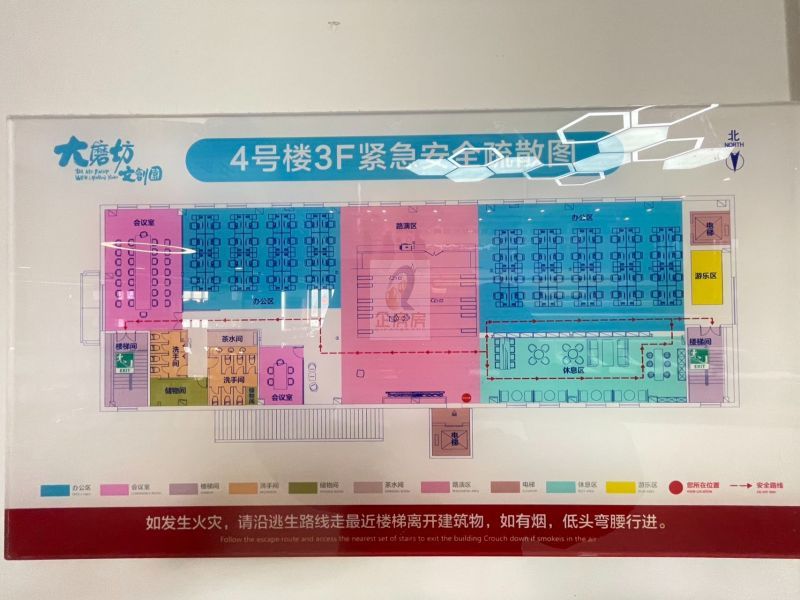 大磨坊
文创园
4号楼3F紧急安全疏散图
北
NORTH
会议室
办公区
路演区
办公区
电梯
游乐区
楼梯间
EXIT
洗手间
茶水间
储物间
洗手间
会议室
休息区
楼梯间
EXIT
电梯
企俱房
办公区
会议室
楼梯间
洗手间
储物间
茶水间
路演区
电梯
休息区
游乐区
您所在位置
安全路线
如发生火灾，请沿逃生路线走最近楼梯离开建筑物，如有烟，低头弯腰行进。
Follow the escape route and access the nearest set of stairs to exit the building Crouch down if smokeis in the air